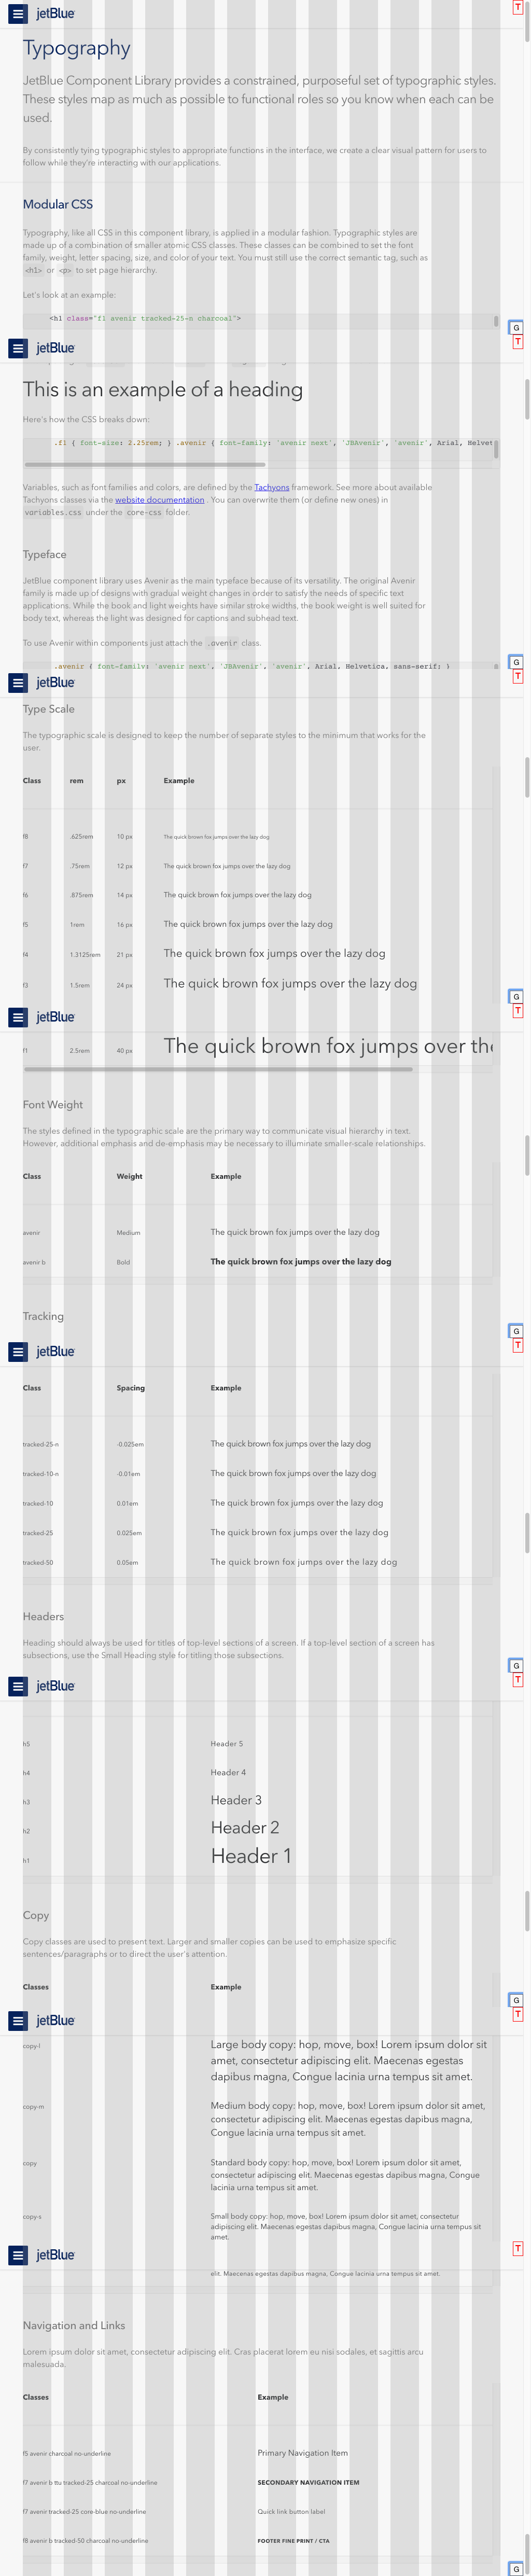 jetBlue
T
Typography
JetBlue Component Library provides a constrained, purposeful set of typographic styles.
These styles map as much as possible to functional roles so you know when each can be
used.
By consistently tying typographic styles to appropriate functions in the interface, we create a clear visual pattern for users to
follow while they're interacting with our applications.
Modular CSS
Typography, like all CSS in this component library, is applied in a modular fashion. Typographic styles are
made up of a combination of smaller atomic CSS classes. These classes can be combined to set the font
family, weight, letter spacing, size, and color of your text. You must still use the correct semantic tag, such as
<h1> or <p> to set page hierarchy.
Let's look at an example:
<h1 class="f1 avenir tracked-25-n charcoal">
G
T
jetBlue
This is an example of a heading
Here's how the CSS breaks down:
.f1 { font-size: 2.25rem; } .avenir { font-family: 'avenir next', 'JBAvenir', 'avenir', Arial, Helvet
Variables, such as font families and colors, are defined by the Tachyons framework. See more about available
Tachyons classes via the website documentation . You can overwrite them (or define new ones) in
variables.css under the core-css folder.
Typeface
JetBlue component library uses Avenir as the main typeface because of its versatility. The original Avenir
family is made up of designs with gradual weight changes in order to satisfy the needs of specific text
applications. While the book and light weights have similar stroke widths, the book weight is well suited for
body text, whereas the light was designed for captions and subhead text.
To use Avenir within components just attach the .avenir class.
.avenir { font-family: 'avenir next', 'JBAvenir', 'avenir', Arial, Helvetica, sans-serif; }
G
T
jetBlue
Type Scale
The typographic scale is designed to keep the number of separate styles to the minimum that works for the
user.
Class rem px Example
f8 .625rem 10 px The quick brown fox jumps over the lazy dog
f7 .75rem 12 px The quick brown fox jumps over the lazy dog
f6 .875rem 14 px The quick brown fox jumps over the lazy dog
f5 1rem 16 px The quick brown fox jumps over the lazy dog
f4 1.3125rem 21 px The quick brown fox jumps over the lazy dog
f3 1.5rem 24 px The quick brown fox jumps over the lazy dog
G
T
jetBlue
f1 2.5rem 40 px The quick brown fox jumps over the
Font Weight
The styles defined in the typographic scale are the primary way to communicate visual hierarchy in text.
However, additional emphasis and de-emphasis may be necessary to illuminate smaller-scale relationships.
Class Weight Example
avenir Medium The quick brown fox jumps over the lazy dog
avenir b Bold The quick brown fox jumps over the lazy dog
Tracking
G
T
jetBlue
Class Spacing Example
tracked-25-n -0.025em The quick brown fox jumps over the lazy dog
tracked-10-n -0.01em The quick brown fox jumps over the lazy dog
tracked-10 0.01em The quick brown fox jumps over the lazy dog
tracked-25 0.025em The quick brown fox jumps over the lazy dog
tracked-50 0.05em The quick brown fox jumps over the lazy dog
Headers
Heading should always be used for titles of top-level sections of a screen. If a top-level section of a screen has
subsections, use the Small Heading style for titling those subsections.
G
T
jetBlue
h5 Header 5
h4 Header 4
h3 Header 3
h2 Header 2
h1 Header 1
Copy
Copy classes are used to present text. Larger and smaller copies can be used to emphasize specific
sentences/paragraphs or to direct the user's attention.
Classes Example
G
T
jetBlue
copy-l Large body copy: hop, move, box! Lorem ipsum dolor sit
amet, consectetur adipiscing elit. Maecenas egestas
dapibus magna, Congue lacinia urna tempus sit amet.
copy-m Medium body copy: hop, move, box! Lorem ipsum dolor sit amet,
consectetur adipiscing elit. Maecenas egestas dapibus magna,
Congue lacinia urna tempus sit amet.
copy Standard body copy: hop, move, box! Lorem ipsum dolor sit amet,
consectetur adipiscing elit. Maecenas egestas dapibus magna, Congue
lacinia urna tempus sit amet.
copy-s Small body copy: hop, move, box! Lorem ipsum dolor sit amet, consectetur
adipiscing elit. Maecenas egestas dapibus magna, Congue lacinia urna tempus sit
amet.
T
jetBlue
elit. Maecenas egestas dapibus magna, Congue lacinia urna tempus sit amet.
Navigation and Links
Lorem ipsum dolor sit amet, consectetur adipiscing elit. Cras placerat lorem eu nisi sodales, et sagittis arcu
malesuada.
Classes Example
f5 avenir charcoal no-underline Primary Navigation Item
f7 avenir b ttu tracked-25 charcoal no-underline SECONDARY NAVIGATION ITEM
f7 avenir tracked-25 core-blue no-underline Quick link button label
f8 avenir b tracked-50 charcoal no-underline FOOTER FINE PRINT / CTA
G